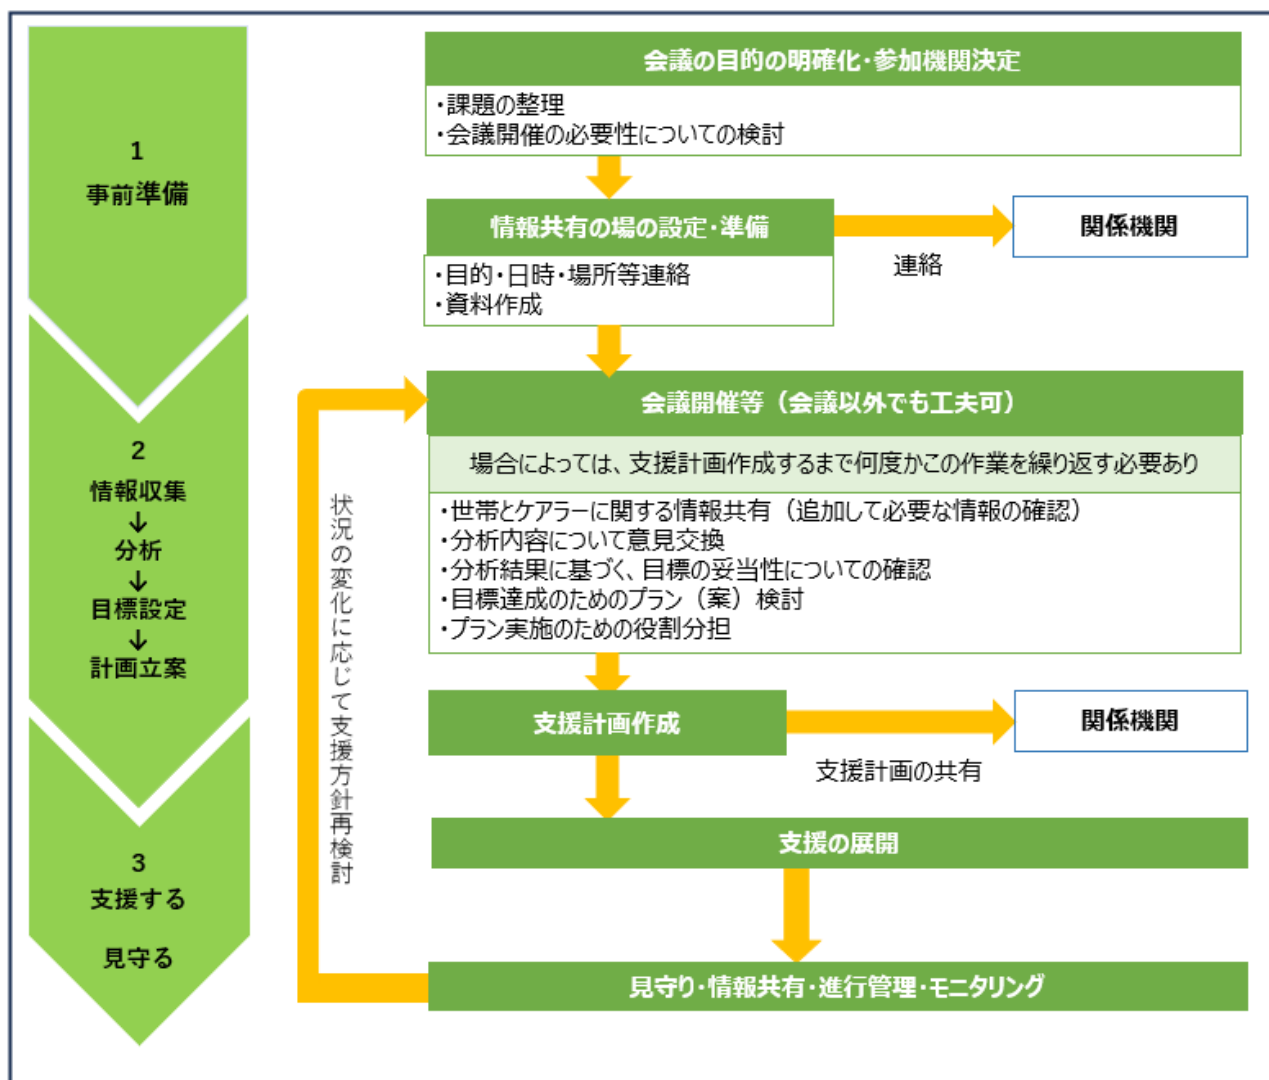 1
事前準備
会議の目的の明確化・参加機関決定
・課題の整理
・会議開催の必要性についての検討
情報共有の場の設定・準備
・目的・日時・場所等連絡
・資料作成
連絡
関係機関
2
情報収集
↓
分析
↓
目標設定
↓
計画立案
会議開催等（会議以外でも工夫可）
場合によっては、支援計画作成するまで何度かこの作業を繰り返す必要あり
・世帯とケアラーに関する情報共有（追加して必要な情報の確認）
・分析内容について意見交換
・分析結果に基づく、目標の妥当性についての確認
・目標達成のためのプラン（案）検討
・プラン実施のための役割分担
状況の変化に応じて支援方針再検討
支援計画作成
支援計画の共有
関係機関
3
支援する
見守る
支援の展開
見守り・情報共有・進行管理・モニタリング